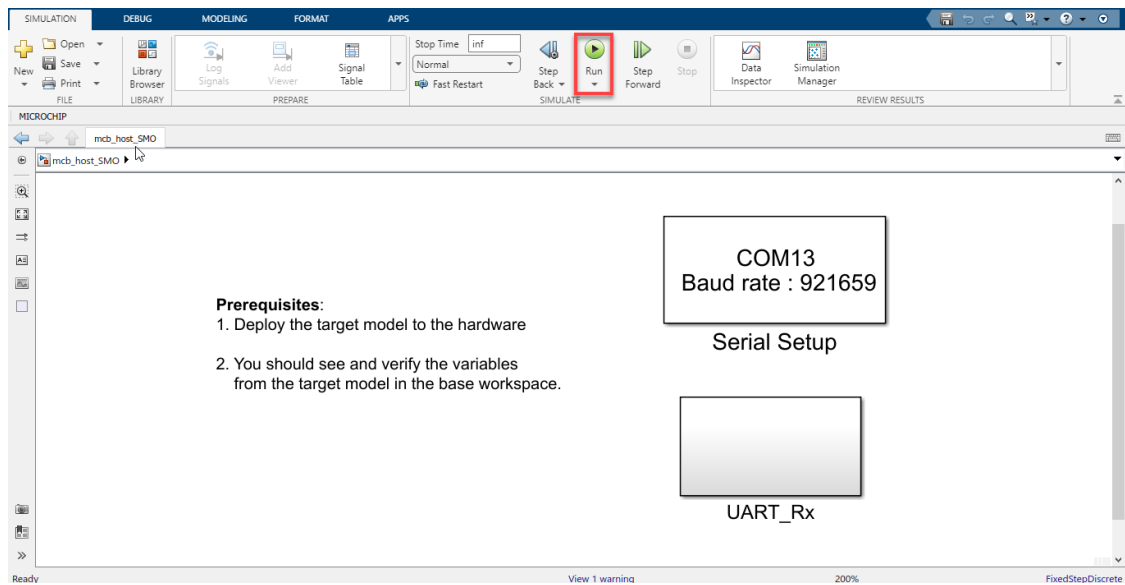 SIMULATION DEBUG MODELING FORMAT APPS
Open
Save
Print
New
Library
Browser
Log
Signals
Add
Viewer
Signal
Table
Stop Time inf
Normal
Fast Restart
Step
Back
Run
Step
Forward
Stop
Data
Inspector
Simulation
Manager
FILE LIBRARY PREPARE SIMULATE REVIEW RESULTS
MICROCHIP
mcb_host_SMO
mcb_host_SMO
COM13
Baud rate : 921659
Serial Setup
Prerequisites:
1. Deploy the target model to the hardware
2. You should see and verify the variables
from the target model in the base workspace.
UART_Rx
Ready View 1 warning 200% FixedStepDiscrete